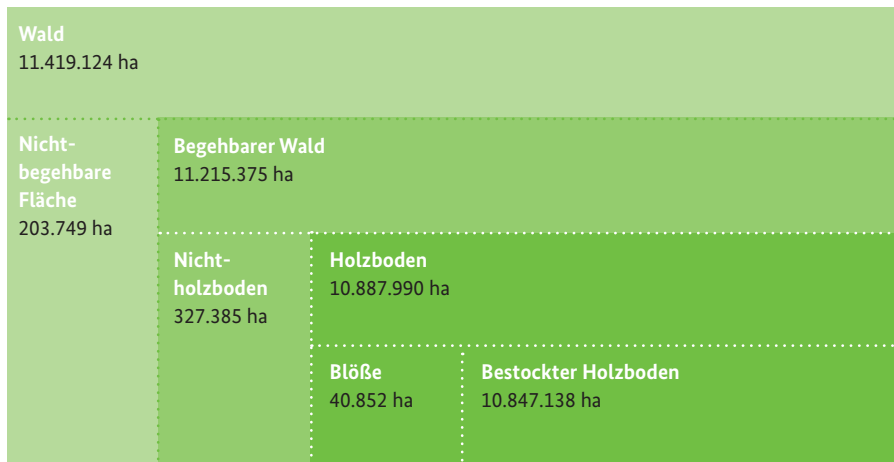 Wald
11.419.124 ha
Nicht-
begehbare
Fläche
203.749 ha
Begehbarer Wald
11.215.375 ha
Nicht-
holzboden
327.385 ha
Holzboden
10.887.990 ha
Blöße
40.852 ha
Bestockter Holzboden
10.847.138 ha